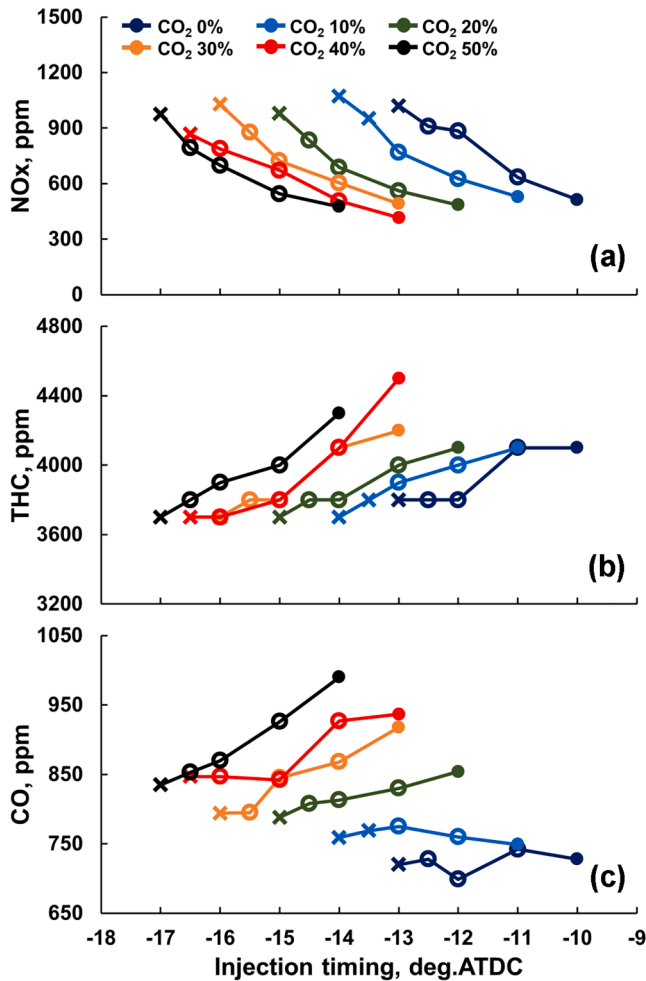 CO₂ 0% CO₂ 10% CO₂ 20%
CO₂ 30% CO₂ 40% CO₂ 50%
1500
1200
900
600
300
0
NOx, ppm
(a)
4800
4400
4000
3600
3200
THC, ppm
(b)
1050
950
850
750
650
CO, ppm
(c)
-18 -17 -16 -15 -14 -13 -12 -11 -10 -9
Injection timing, deg.ATDC